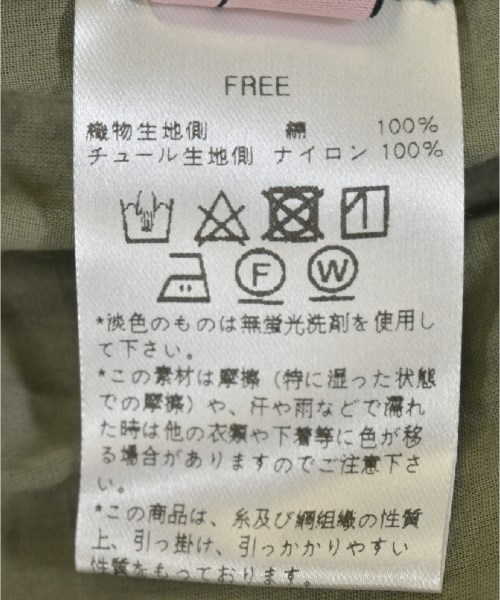 FREE
織物生地側 綿 100%
チュール生地側 ナイロン 100%
F W
*淡色のものは無蛍光洗剤を使用し
て下さい。
*この素材は摩擦（特に湿った状態
での摩擦）や、汗や雨などで濡れ
た時は他の衣類や下着等に色が移
る場合がありますのでご注意下さ
い。
*この商品は、糸及び網組織の性質
上、引っ掛け、引っかかりやすい
性質をもっております。